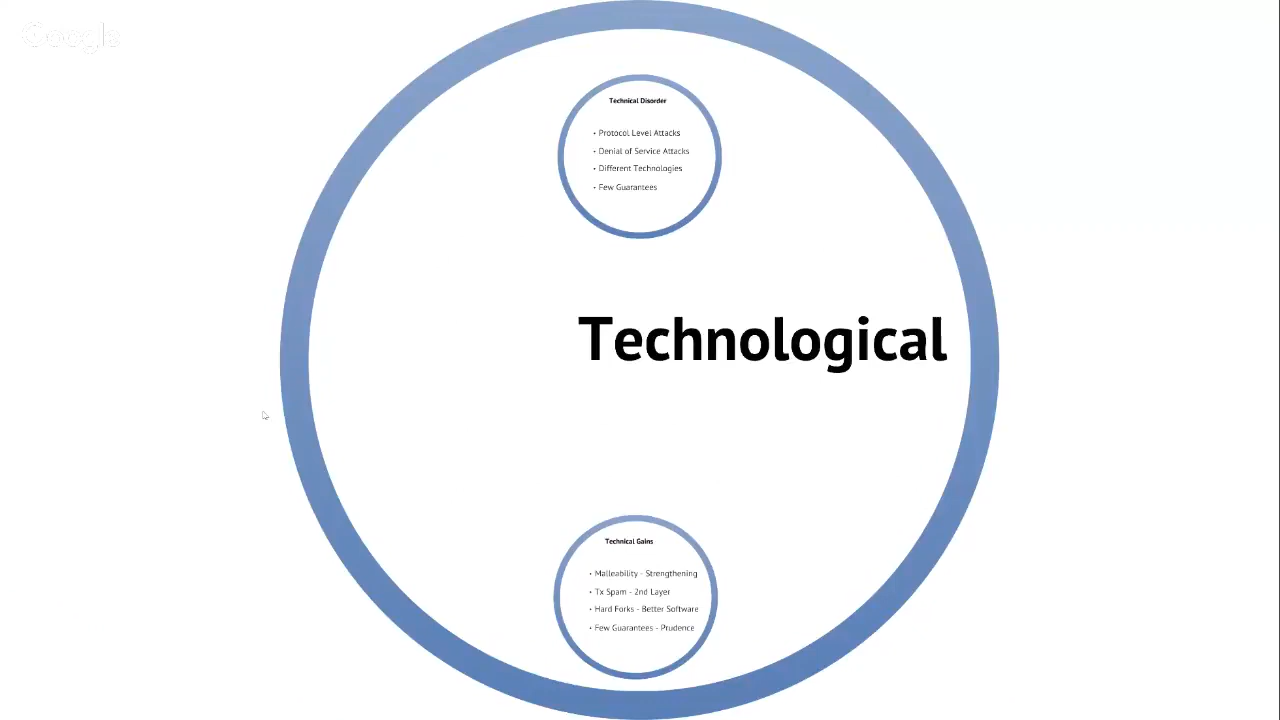 Google
Technical Disorder
• Protocol Level Attacks
• Denial of Service Attacks
• Different Technologies
• Few Guarantees
Technological
Technical Gains
• Malleability - Strengthening
• Tx Spam - 2nd Layer
• Hard Forks - Better Software
• Few Guarantees - Prudence